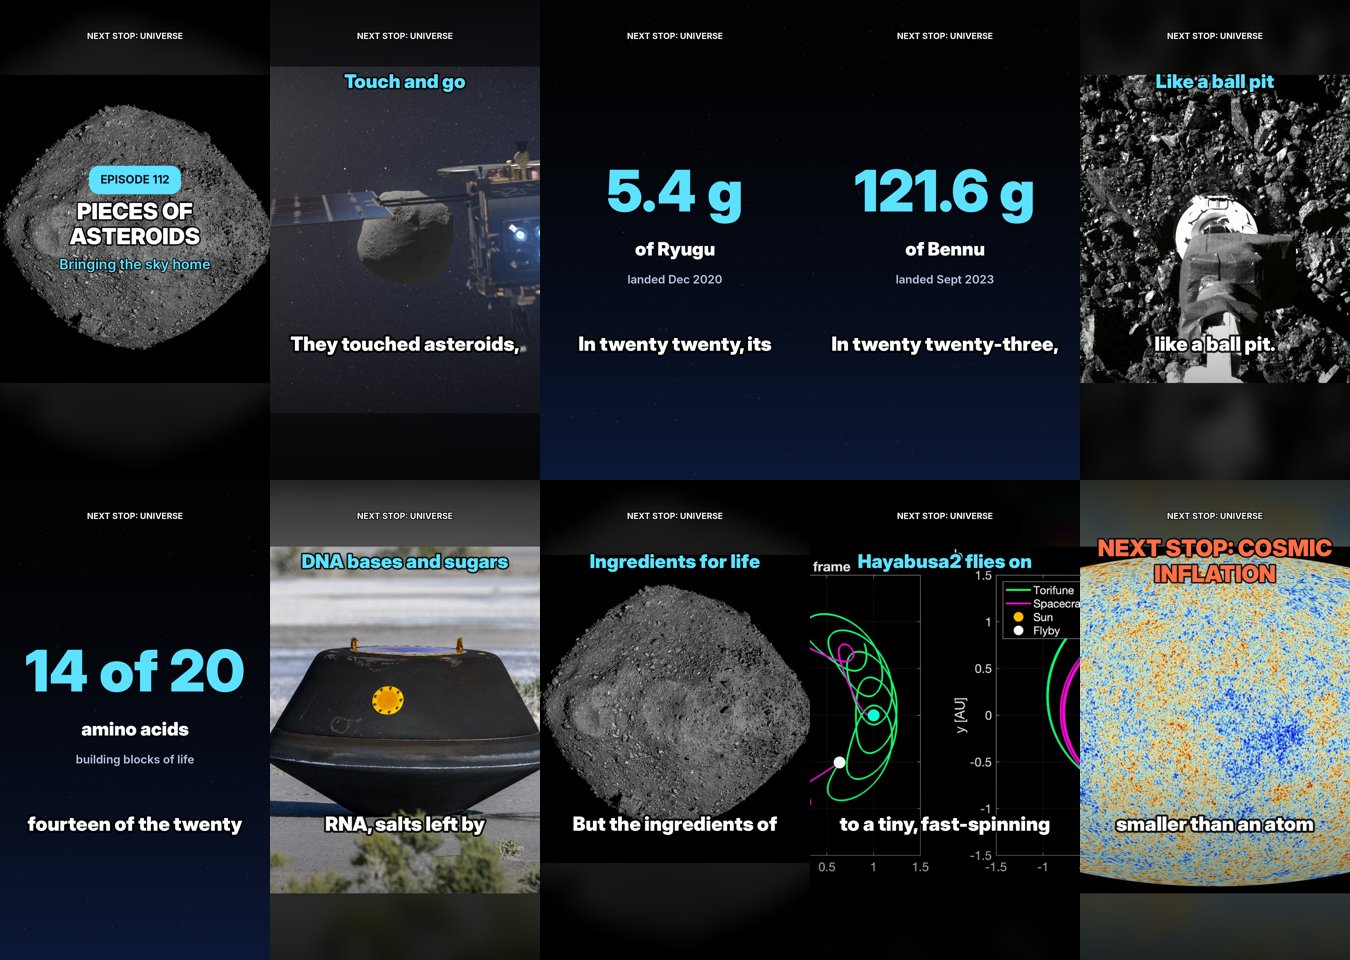 NEXT STOP: UNIVERSE
EPISODE 112
PIECES OF
ASTEROIDS
Bringing the sky home
NEXT STOP: UNIVERSE
Touch and go
They touched asteroids,
NEXT STOP: UNIVERSE
5.4 g
of Ryugu
landed Dec 2020
In twenty twenty, its
NEXT STOP: UNIVERSE
121.6 g
of Bennu
landed Sept 2023
In twenty twenty-three,
NEXT STOP: UNIVERSE
Like a ball pit
like a ball pit.
NEXT STOP: UNIVERSE
14 of 20
amino acids
building blocks of life
fourteen of the twenty
NEXT STOP: UNIVERSE
DNA bases and sugars
RNA, salts left by
NEXT STOP: UNIVERSE
Ingredients for life
But the ingredients of
NEXT STOP: UNIVERSE
Hayabusa2 flies on
frame
1.5
Torifune
Spacecra
Sun
Flyby
1
0.5
y [AU]
0
-0.5
-1
-1.5
0.5 1 1.5 -1.5 -1
to a tiny, fast-spinning
NEXT STOP: UNIVERSE
NEXT STOP: COSMIC
INFLATION
smaller than an atom